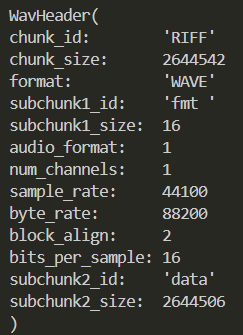 WavHeader(
chunk_id:        'RIFF'
chunk_size:      2644542
format:          'WAVE'
subchunk1_id:    'fmt '
subchunk1_size:  16
audio_format:    1
num_channels:    1
sample_rate:     44100
byte_rate:       88200
block_align:     2
bits_per_sample: 16
subchunk2_id:    'data'
subchunk2_size:  2644506
)